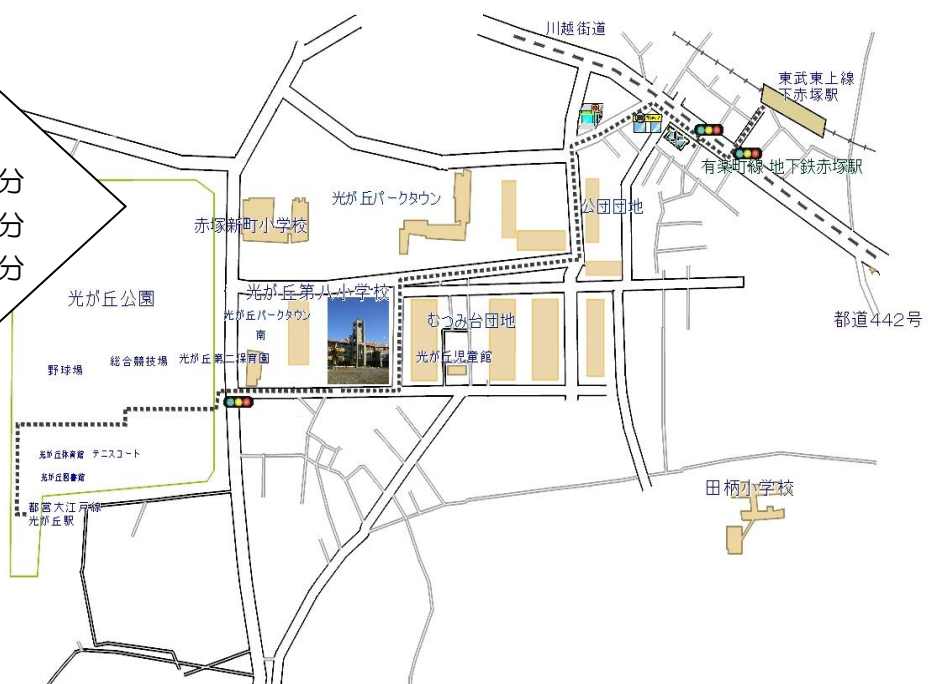 川越街道
東武東上線
下赤塚駅
有楽町線 地下鉄赤塚駅
分
分
分
光が丘パークタウン
公団団地
赤塚新町小学校
光が丘公園
光が丘第八小学校
光が丘パークタウン
南
むつみ台団地
都道442号
野球場
総合競技場
光が丘第二保育園
光が丘児童館
光が丘体育館
テニスコート
光が丘図書館
都営大江戸線
光が丘駅
田柄小学校